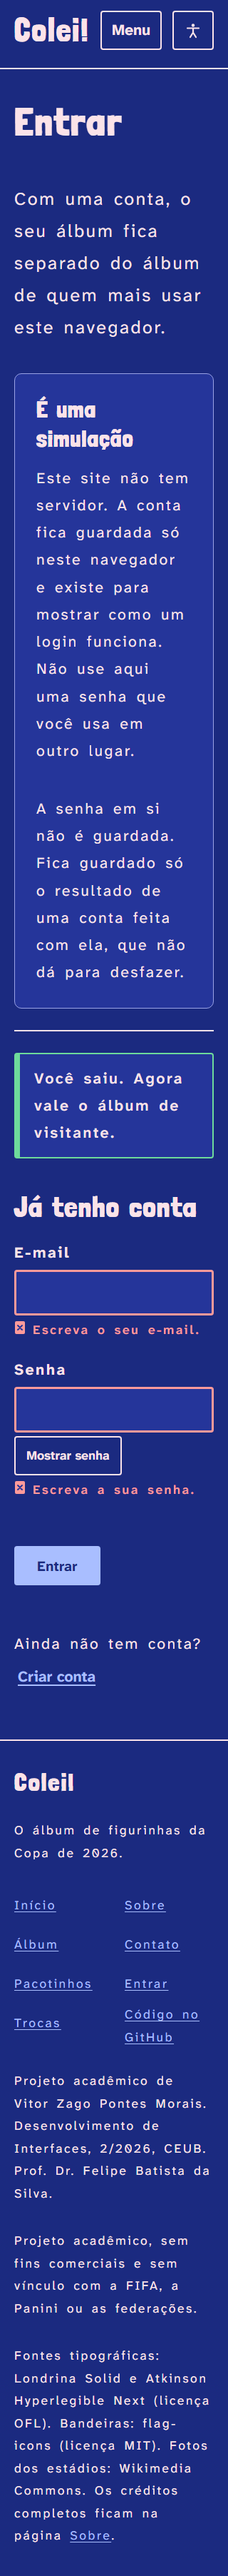 Colei!
Menu
Entrar
Com uma conta, o
seu álbum fica
separado do álbum
de quem mais usar
este navegador.
É uma
simulação
Este site não tem
servidor. A conta
fica guardada só
neste navegador
e existe para
mostrar como um
login funciona.
Não use aqui
uma senha que
você usa em
outro lugar.
A senha em si
não é guardada.
Fica guardado só
o resultado de
uma conta feita
com ela, que não
dá para desfazer.
Você saiu. Agora
vale o álbum de
visitante.
Já tenho conta
E-mail
Escreva o seu e-mail.
Senha
Mostrar senha
Escreva a sua senha.
Entrar
Ainda não tem conta?
Criar conta
Colei!
O álbum de figurinhas da
Copa de 2026.
Início
Sobre
Álbum
Contato
Pacotinhos
Entrar
Trocas
Código no
GitHub
Projeto acadêmico de
Vitor Zago Pontes Morais.
Desenvolvimento de
Interfaces, 2/2026, CEUB.
Prof. Dr. Felipe Batista da
Silva.
Projeto acadêmico, sem
fins comerciais e sem
vínculo com a FIFA, a
Panini ou as federações.
Fontes tipográficas:
Londrina Solid e Atkinson
Hyperlegible Next (licença
OFL). Bandeiras: flag-
icons (licença MIT). Fotos
dos estádios: Wikimedia
Commons. Os créditos
completos ficam na
página Sobre.